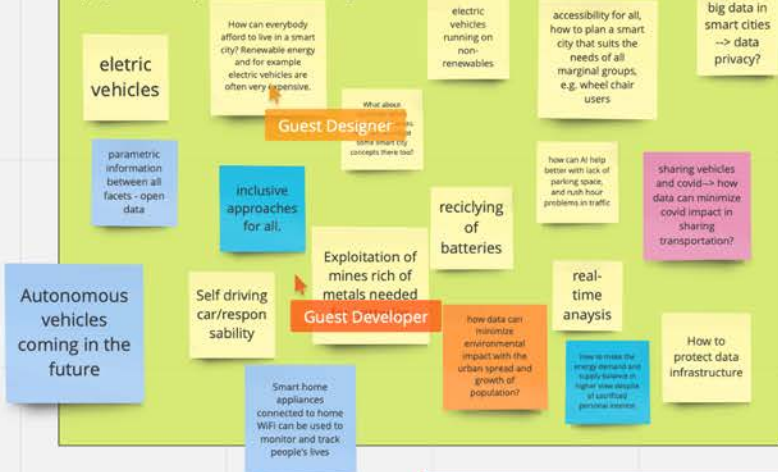 How can everybody
afford to live in a smart
city? Renewable energy
and for example
electric vehicles are
often very expensive.
electric
vehicles
running on
non-
renewables
accessibility for all,
how to plan a smart
city that suits the
needs of all
marginal groups,
e.g. wheel chair
users
big data in
smart cities
--> data
privacy?
eletric
vehicles
What about
some smart city
concepts there too?
Guest Designer
parametric
information
between all
facets - open
data
inclusive
approaches
for all.
reciclying
of
batteries
how can AI help
better with lack of
parking space,
and rush hour
problems in traffic
sharing vehicles
and covid--> how
data can minimize
covid impact in
sharing
transportation?
Autonomous
vehicles
coming in the
future
Self driving
car/respon
sability
Exploitation of
mines rich of
metals needed
Guest Developer
how data can
minimize
environmental
impact with the
urban spread and
growth of
population?
real-
time
anaysis
How to make the
energy demand and
supply balance in
higher view despite
of sacrificed
personal interest
How to
protect data
infrastructure
Smart home
appliances
connected to home
WiFi can be used to
monitor and track
people's lives